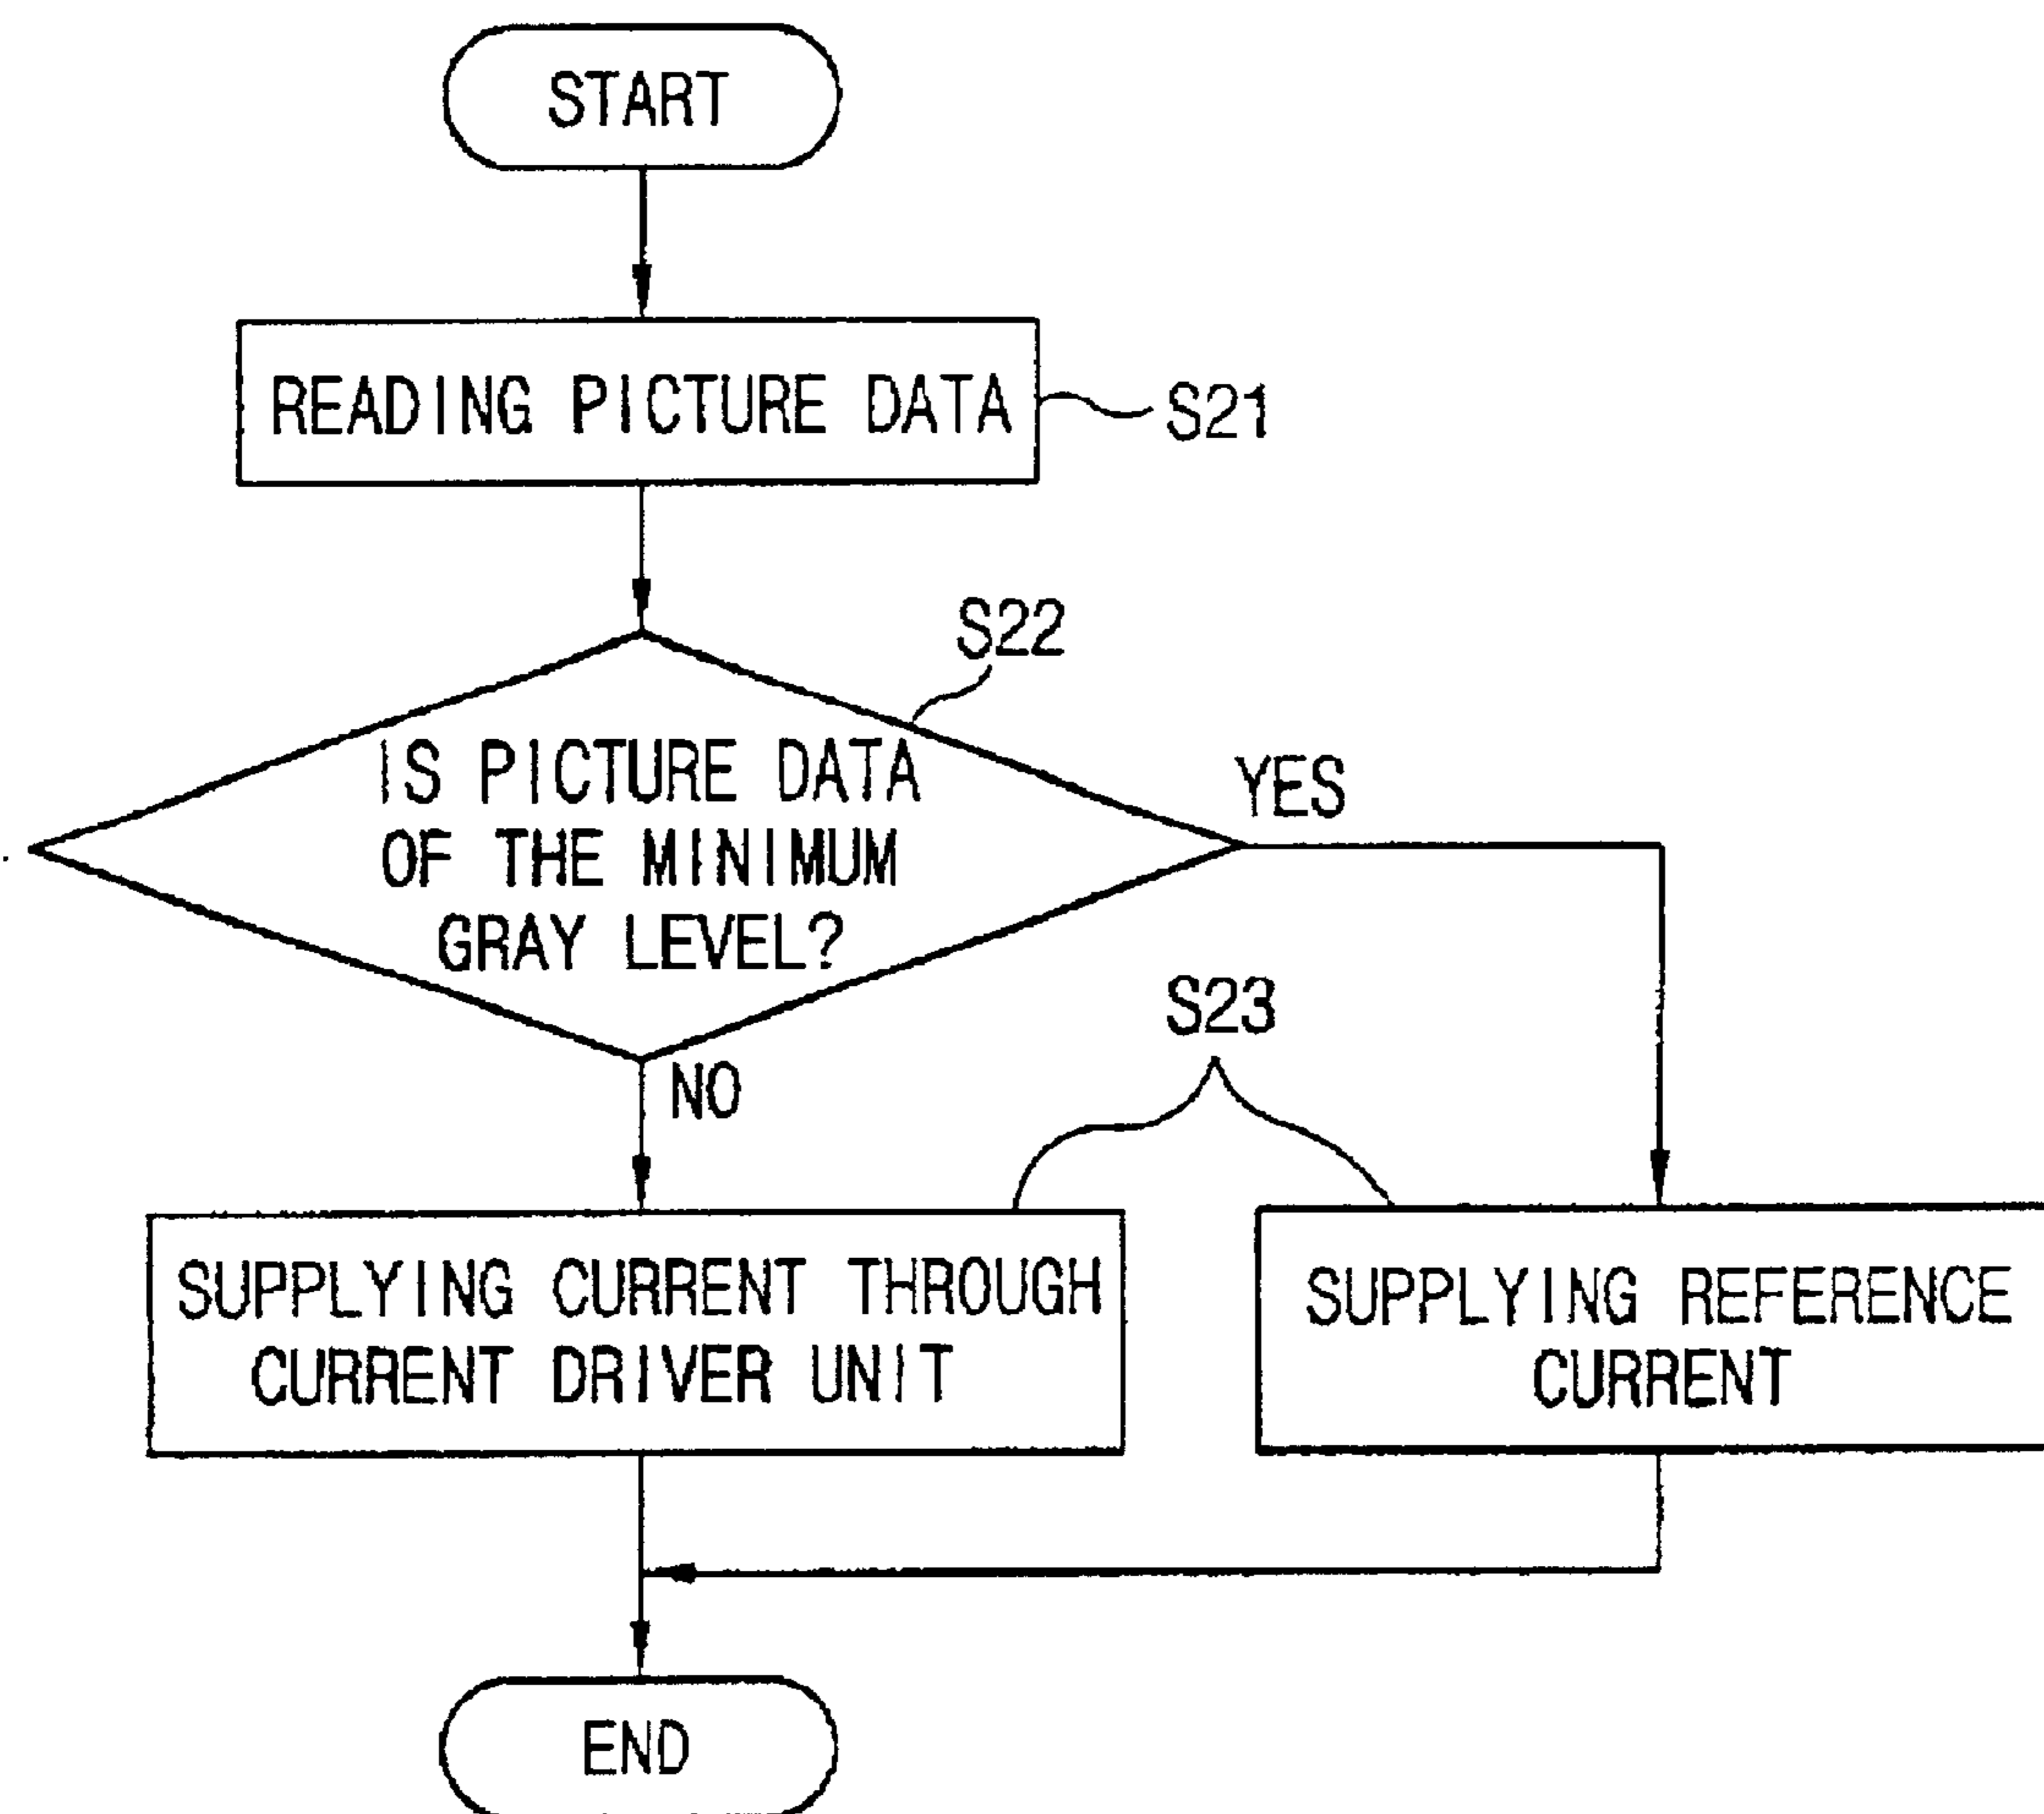 START
READING PICTURE DATA
S21
S22
IS PICTURE DATA
OF THE MINIMUM
GRAY LEVEL?
YES
NO
S23
SUPPLYING CURRENT THROUGH
CURRENT DRIVER UNIT
SUPPLYING REFERENCE
CURRENT
END